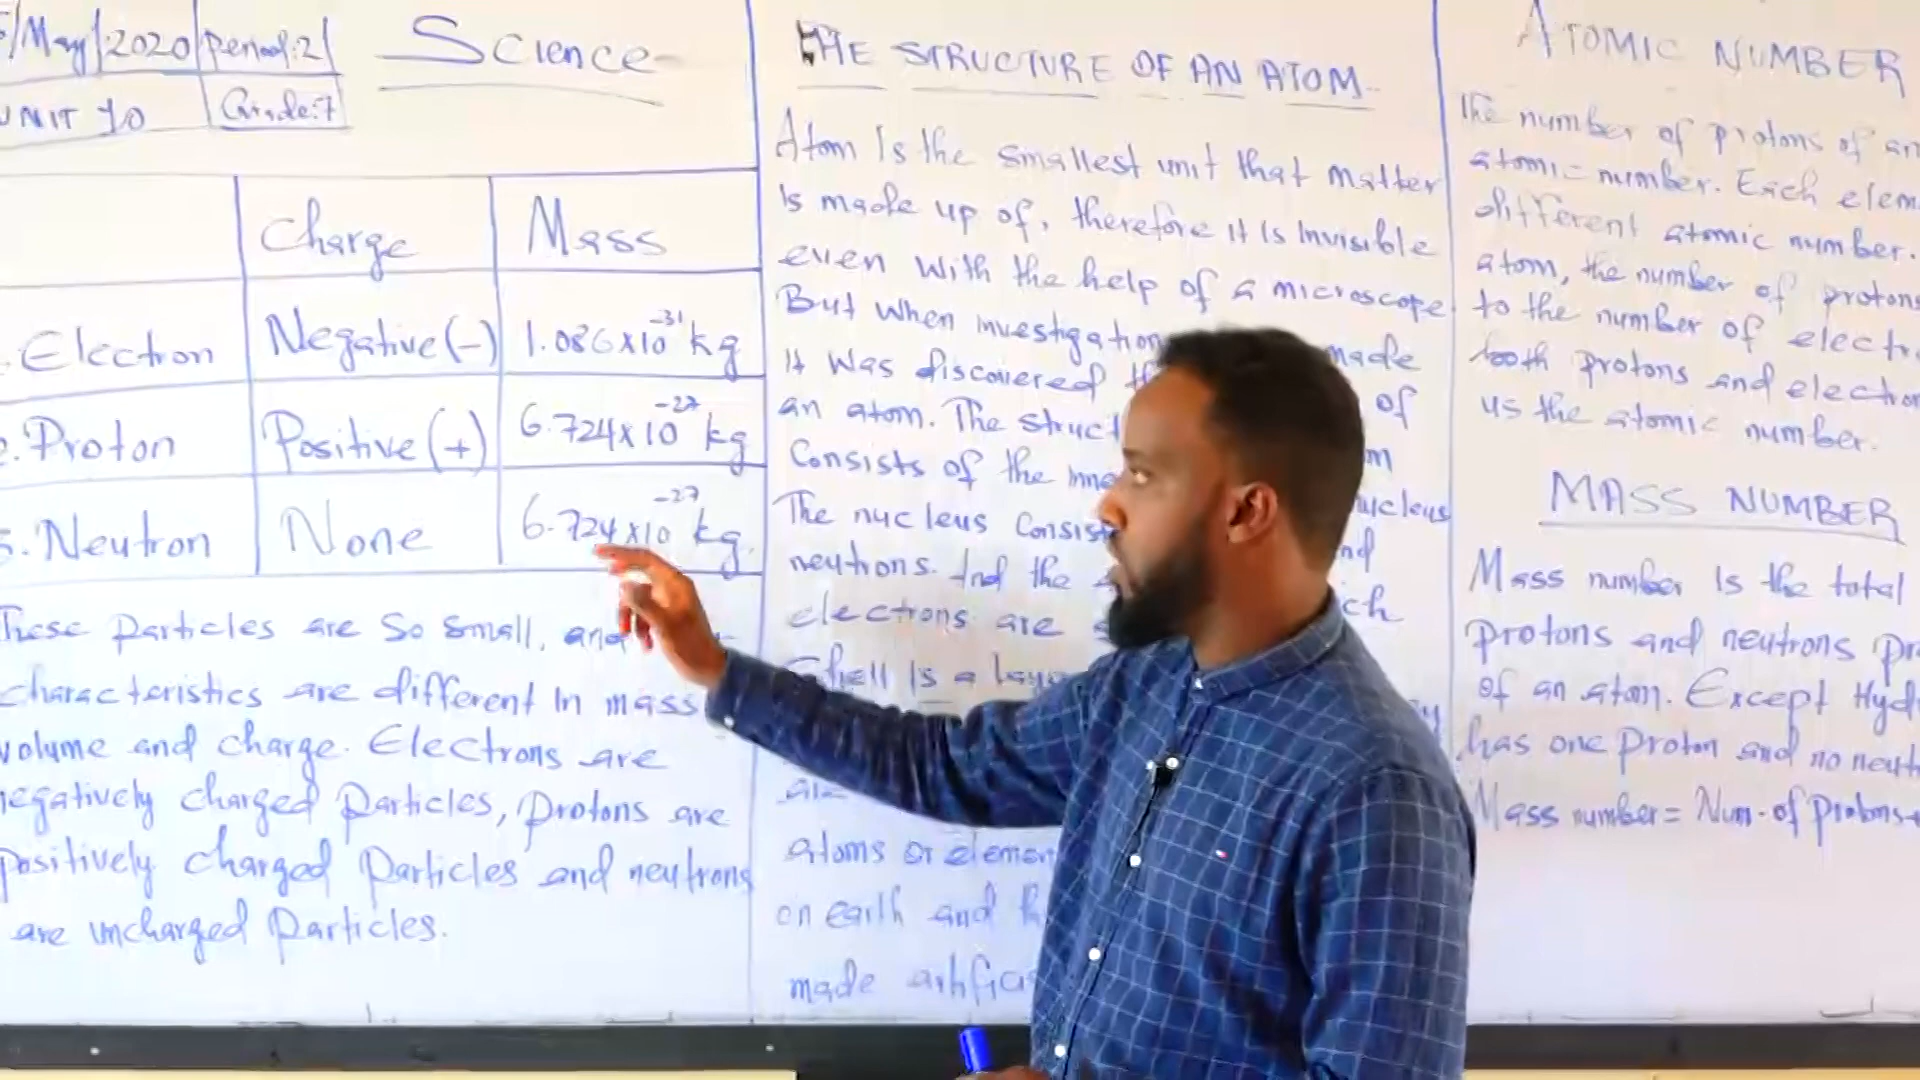 /May/2020 Period:2
UNIT 10 Grade:7
Science
Charge Mass
Electron Negative (-) 1.086x10⁻³¹ kg
2.Proton Positive (+) 6.724x10⁻²⁷ kg
3.Neutron None 6.724x10⁻²⁷ kg.
These particles are so small, and
characteristics are different in mass
volume and charge. Electrons are
negatively charged particles, protons are
positively charged particles and neutrons
are uncharged particles.
THE STRUCTURE OF AN ATOM
Atom is the smallest unit that matter
is made up of, therefore it is invisible
even with the help of a microscope.
But when investigation made
it was discovered of
an atom. The struct
Consists of the inne nucleus
The nucleus consist
neutrons. And the
electrons are
Shell is a laye
atoms or elemen
on earth and
made artificia
ATOMIC NUMBER
The number of protons of an
atomic number. Each elem
different atomic number.
atom, the number of protons
to the number of electr
both protons and electron
us the atomic number.
MASS NUMBER
Mass number is the total
protons and neutrons pr
of an atom. Except Hyd
has one proton and no neut
Mass number = Num. of protons+